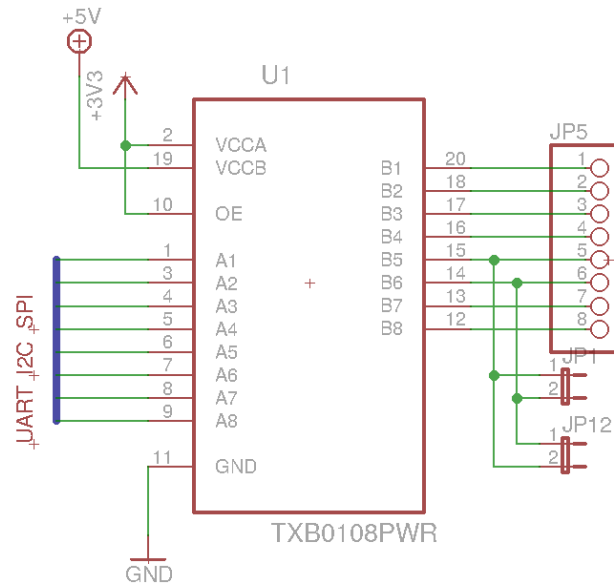 +5V
+3V3
U1
JP5
2 VCCA
19 VCCB
10 OE
1 A1
3 A2
4 A3
5 A4
6 A5
7 A6
8 A7
9 A8
11 GND
B1 20 1
B2 18 2
B3 17 3
B4 16 4
B5 15 5
B6 14 6
B7 13 7
B8 12 8
UART I2C SPI
JP1
1
2
JP12
1
2
TXB0108PWR
GND